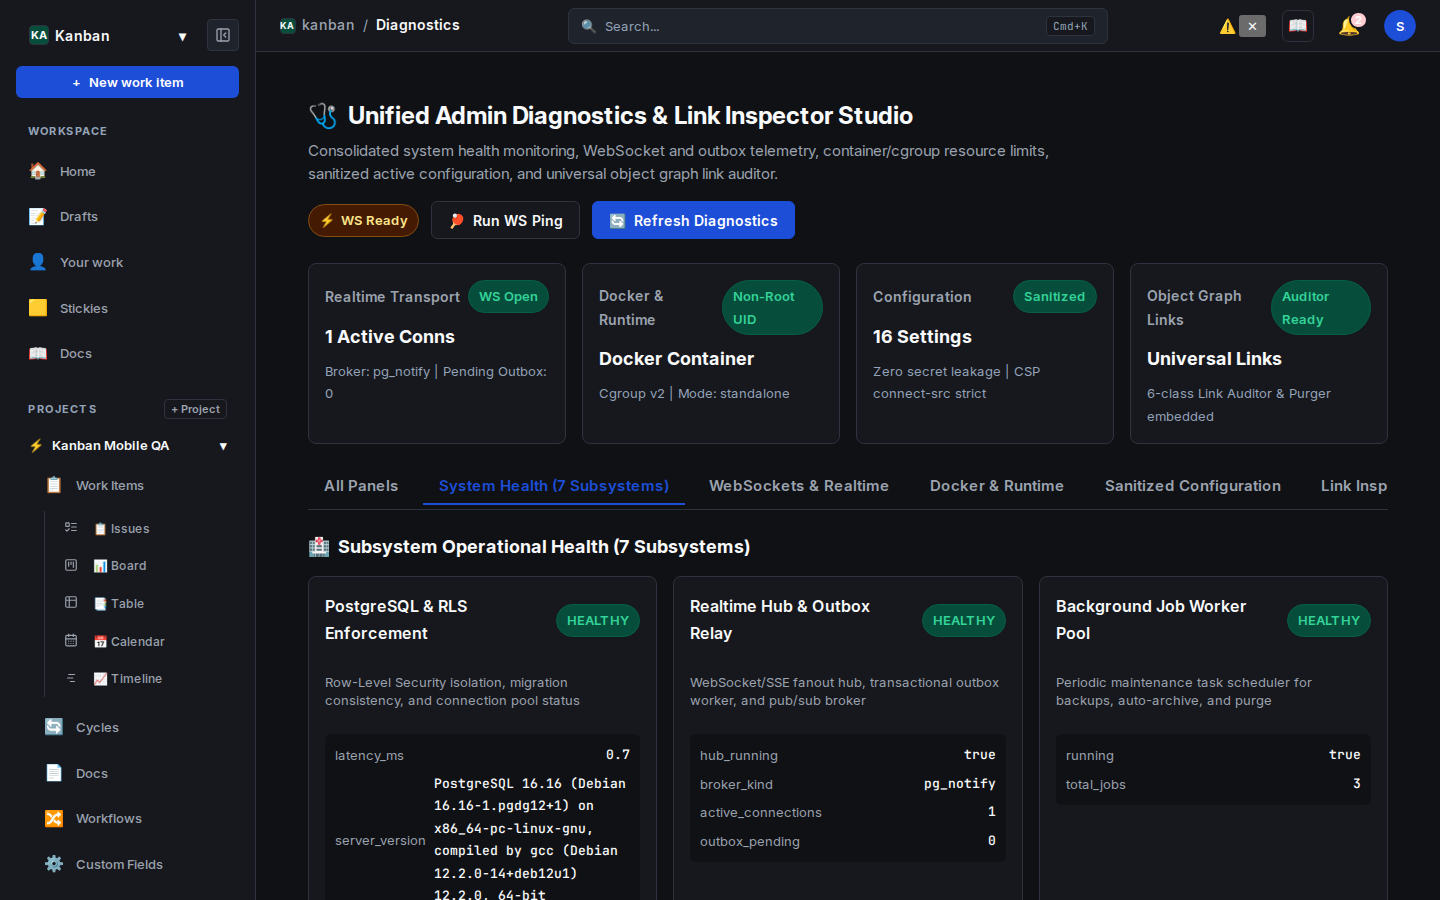 KA Kanban ▼
+ New work item
WORKSPACE
Home
Drafts
Your work
Stickies
Docs
PROJECTS
+ Project
Kanban Mobile QA ▼
Work Items
Issues
Board
Table
Calendar
Timeline
Cycles
Docs
Workflows
Custom Fields
KA kanban / Diagnostics
Search...
Cmd+K
✕
2
S
Unified Admin Diagnostics & Link Inspector Studio
Consolidated system health monitoring, WebSocket and outbox telemetry, container/cgroup resource limits,
sanitized active configuration, and universal object graph link auditor.
WS Ready
Run WS Ping
Refresh Diagnostics
Realtime Transport
WS Open
1 Active Conns
Broker: pg_notify | Pending Outbox:
0
Docker &
Runtime
Non-Root
UID
Docker Container
Cgroup v2 | Mode: standalone
Configuration
Sanitized
16 Settings
Zero secret leakage | CSP
connect-src strict
Object Graph
Links
Auditor
Ready
Universal Links
6-class Link Auditor & Purger
embedded
All Panels
System Health (7 Subsystems)
WebSockets & Realtime
Docker & Runtime
Sanitized Configuration
Link Insp
Subsystem Operational Health (7 Subsystems)
PostgreSQL & RLS
Enforcement
HEALTHY
Row-Level Security isolation, migration
consistency, and connection pool status
latency_ms 0.7
server_version
PostgreSQL 16.16 (Debian
16.16-1.pgdg12+1) on
x86_64-pc-linux-gnu,
compiled by gcc (Debian
12.2.0-14+deb12u1)
12.2.0, 64-bit
Realtime Hub & Outbox
Relay
HEALTHY
WebSocket/SSE fanout hub, transactional outbox
worker, and pub/sub broker
hub_running true
broker_kind pg_notify
active_connections 1
outbox_pending 0
Background Job Worker
Pool
HEALTHY
Periodic maintenance task scheduler for
backups, auto-archive, and purge
running true
total_jobs 3